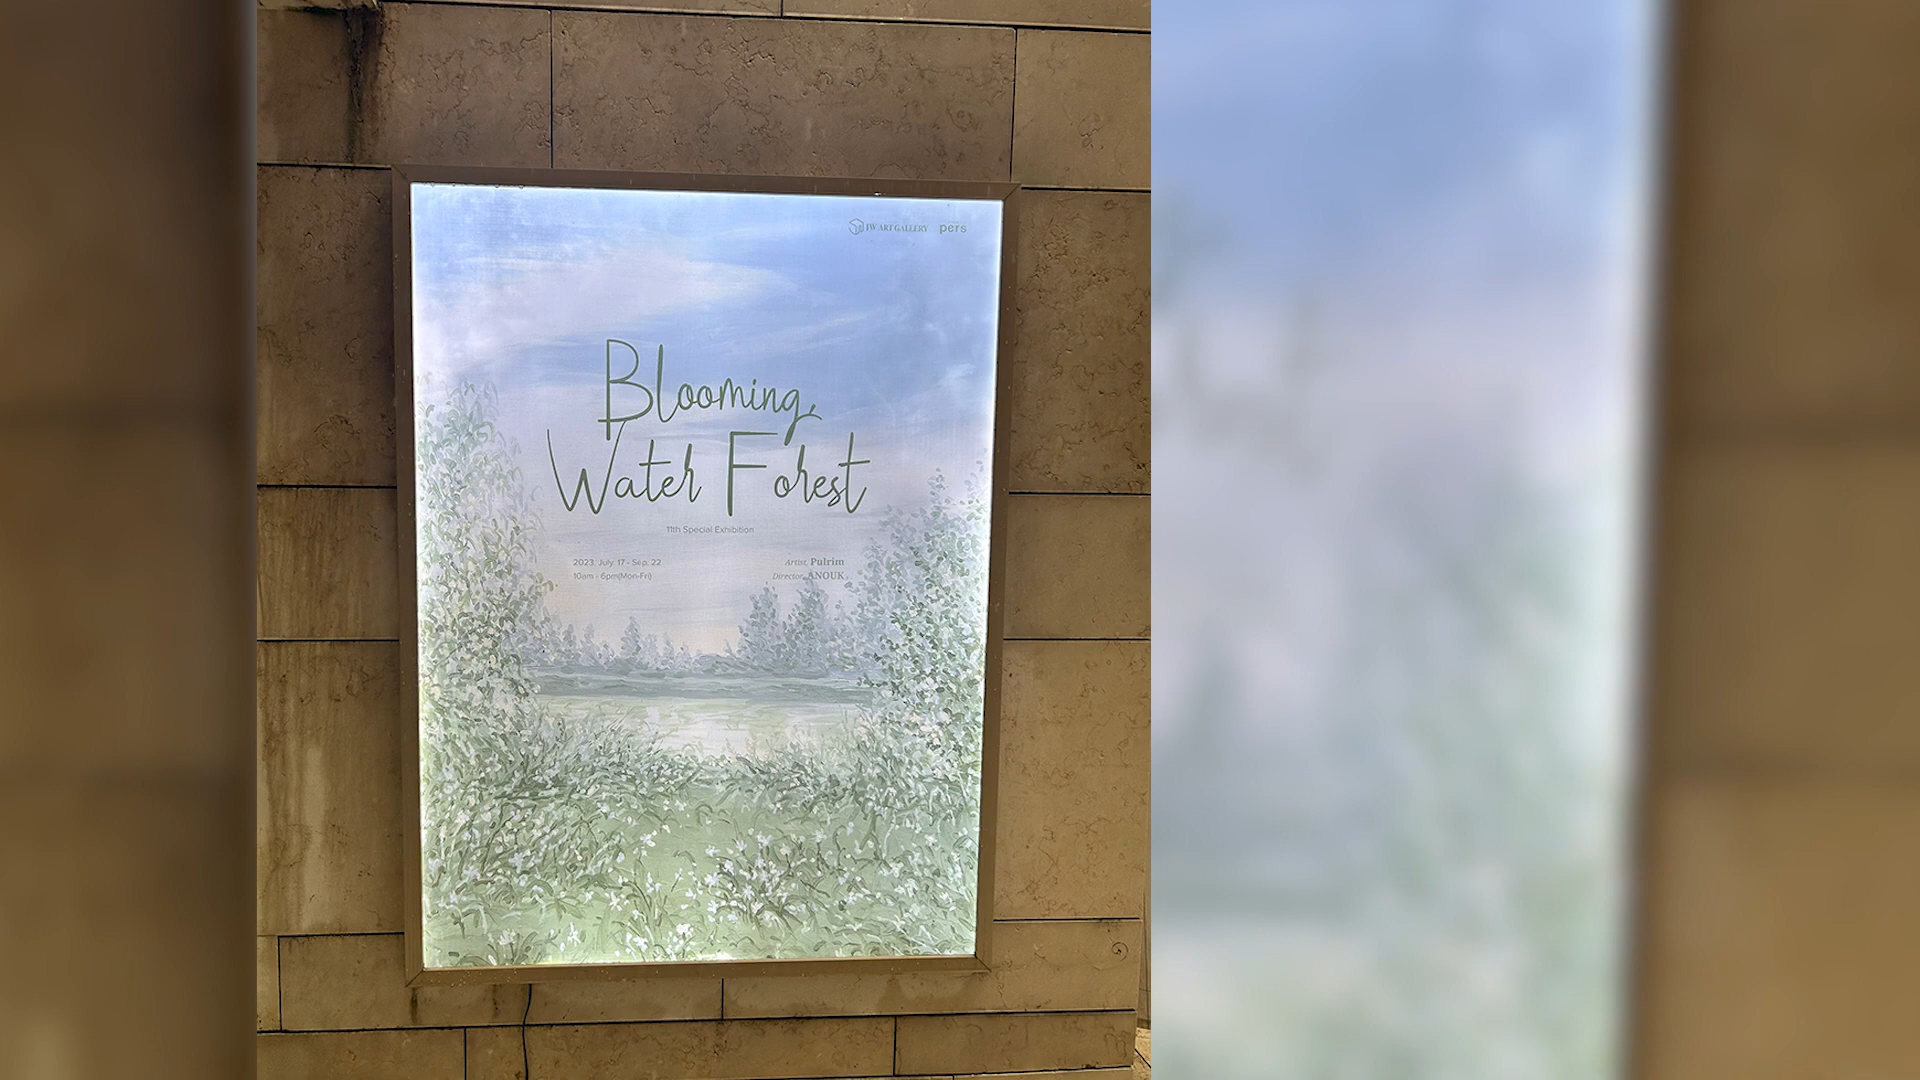 IW ART GALLERY pers
Blooming,
Water Forest
11th Special Exhibition
2023. July. 17 - Sep. 22
10am - 6pm(Mon-Fri)
Artist, Pulrim
Director, ANOUK